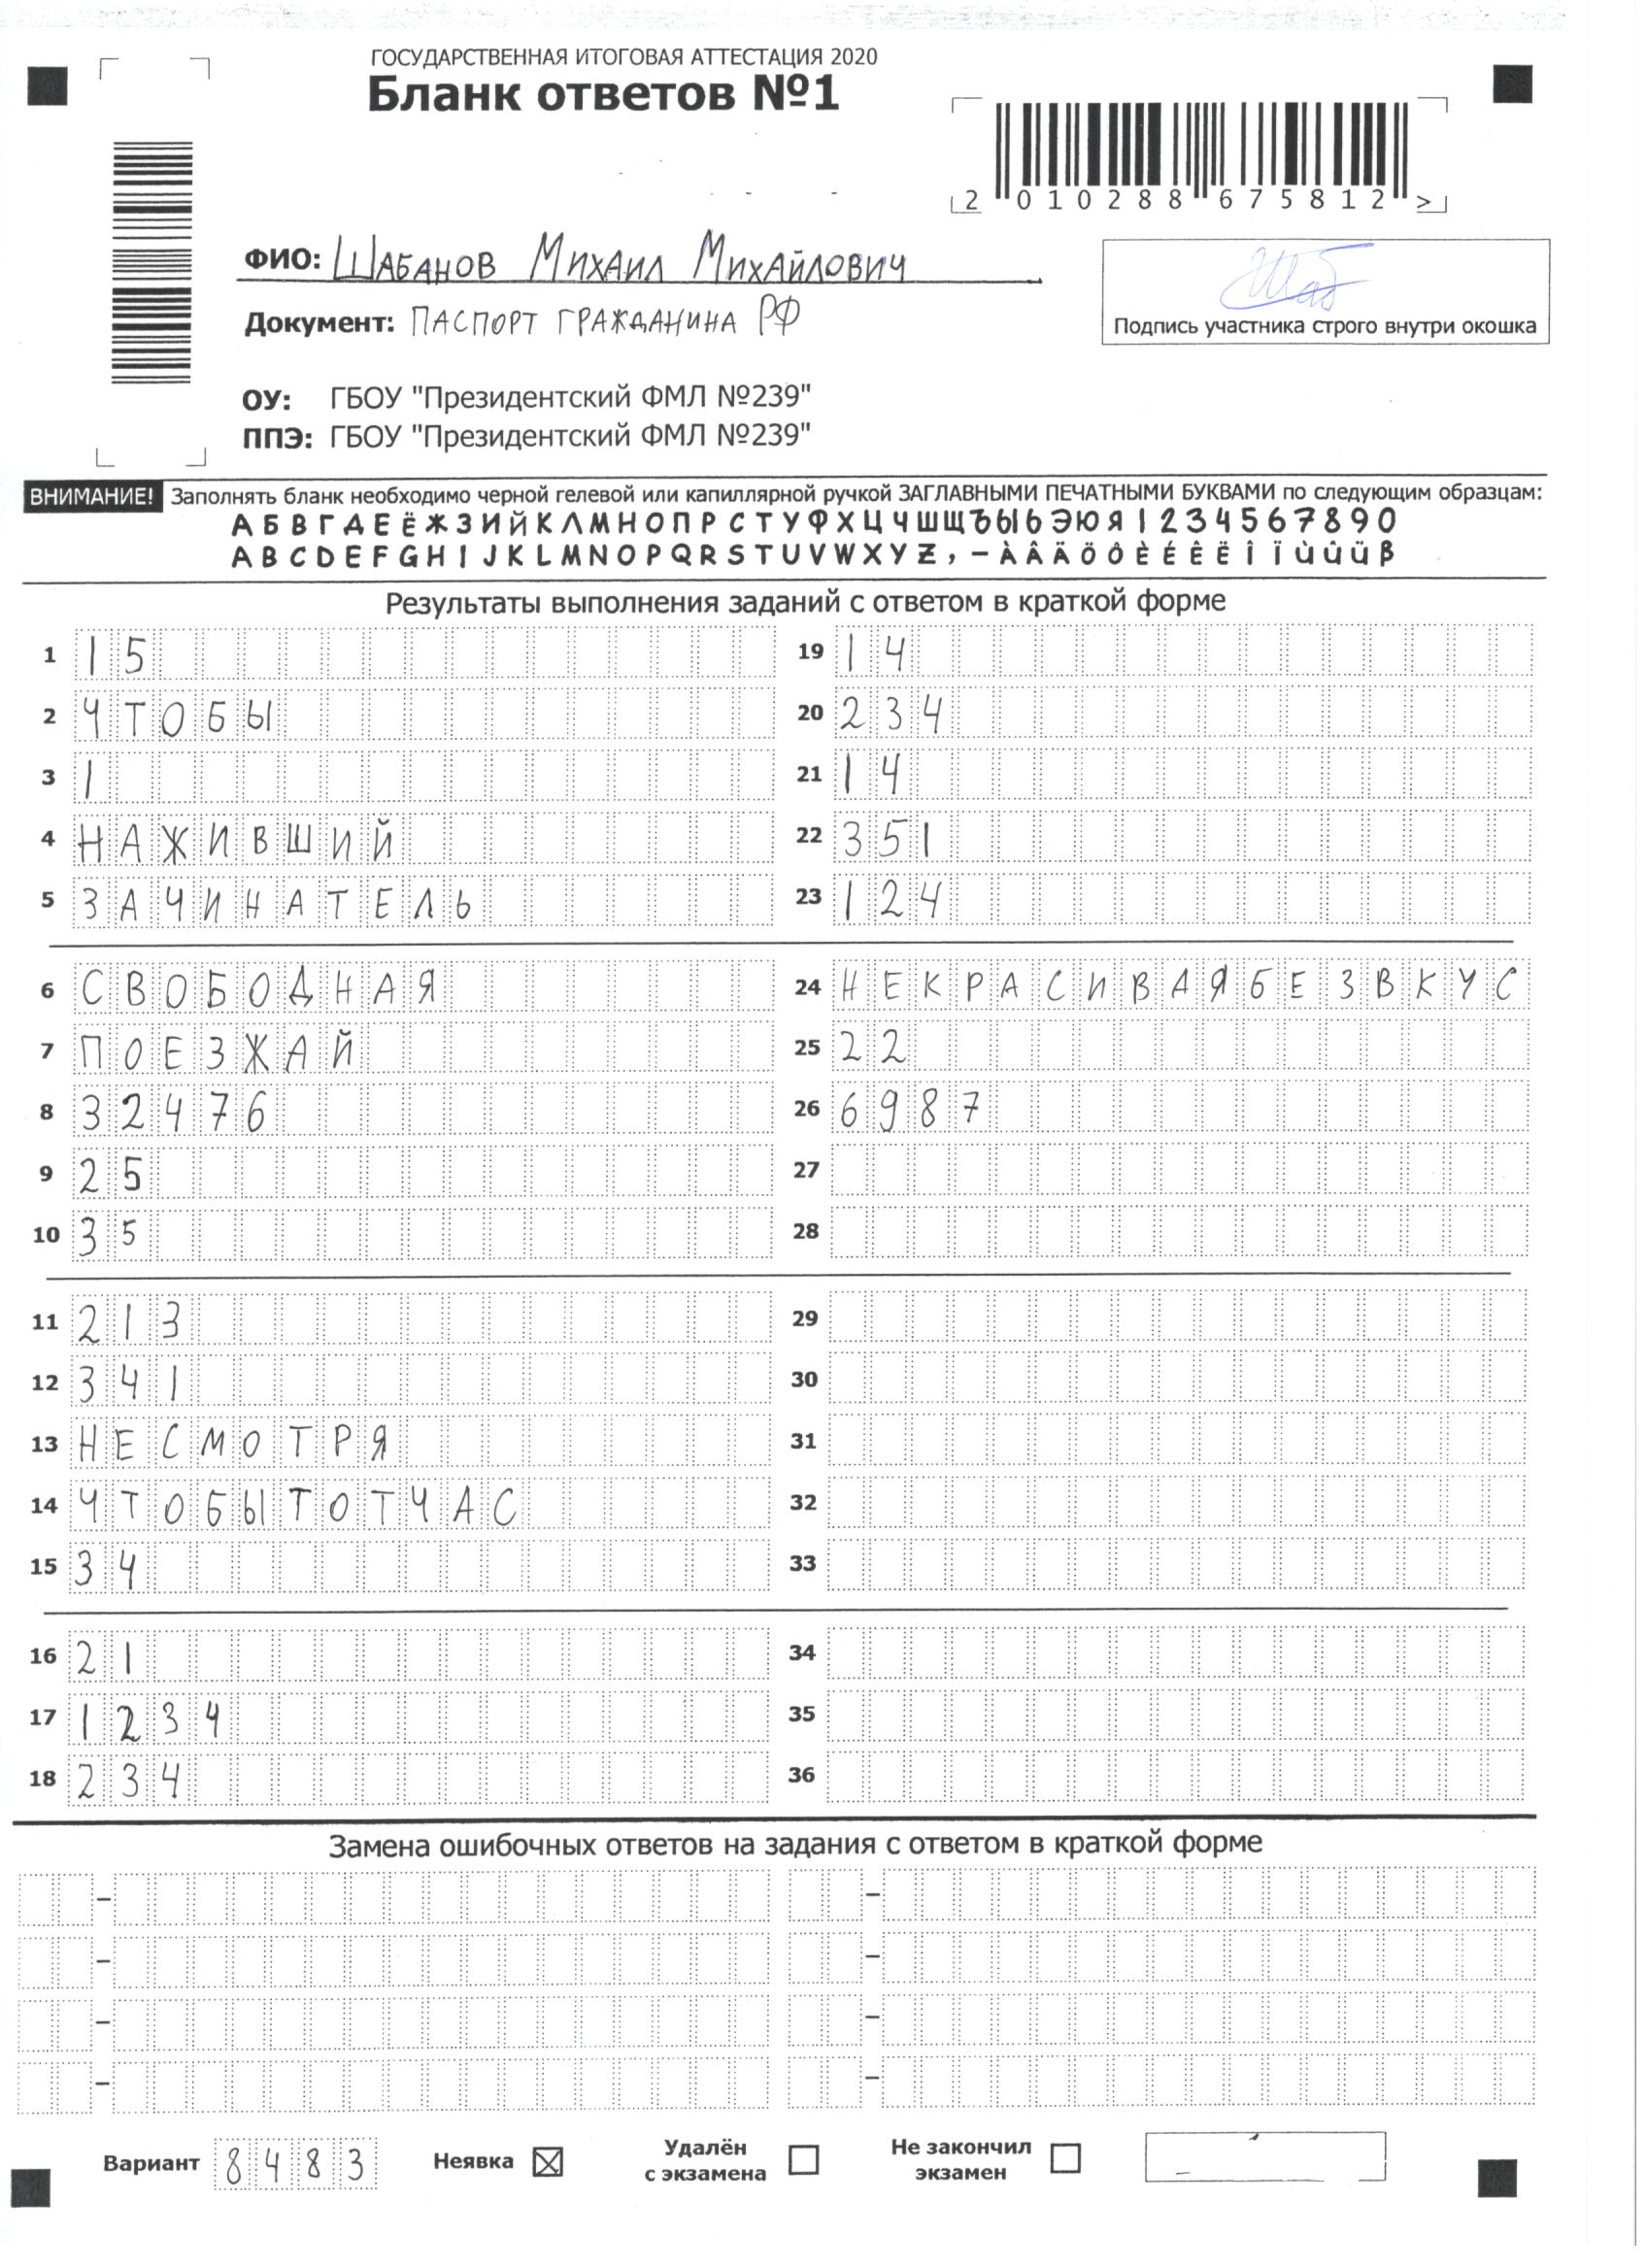 ГОСУДАРСТВЕННАЯ ИТОГОВАЯ АТТЕСТАЦИЯ 2020
Бланк ответов №1
2 010288 675812 >
ФИО: ШАБАНОВ МИХАИЛ МИХАЙЛОВИЧ
Документ: ПАСПОРТ ГРАЖДАНИНА РФ
Подпись участника строго внутри окошка
ОУ: ГБОУ "Президентский ФМЛ №239"
ППЭ: ГБОУ "Президентский ФМЛ №239"
ВНИМАНИЕ! Заполнять бланк необходимо черной гелевой или капиллярной ручкой ЗАГЛАВНЫМИ ПЕЧАТНЫМИ БУКВАМИ по следующим образцам:
А Б В Г Д Е Ё Ж З И Й К Л М Н О П Р С Т У Ф Х Ц Ч Ш Щ Ъ Ы Ь Э Ю Я 1 2 3 4 5 6 7 8 9 0
A B C D E F G H I J K L M N O P Q R S T U V W X Y Z , - À Â Ä Ö Ô È É Ê Ë Î Ï Ù Û Ü β
Результаты выполнения заданий с ответом в краткой форме
1 15
2 ЧТОБЫ
3 1
4 НАЖИВШИЙ
5 ЗАЧИНАТЕЛЬ
6 СВОБОДНАЯ
7 ПОЕЗЖАЙ
8 32476
9 25
10 35
11 213
12 341
13 НЕСМОТРЯ
14 ЧТОБЫТОТЧАС
15 34
16 21
17 1234
18 234
19 14
20 234
21 14
22 351
23 124
24 НЕКРАСИВАЯБЕЗВКУС
25 22
26 6987
27
28
29
30
31
32
33
34
35
36
Замена ошибочных ответов на задания с ответом в краткой форме
Вариант 8483
Неявка
Удалён
с экзамена
Не закончил
экзамен